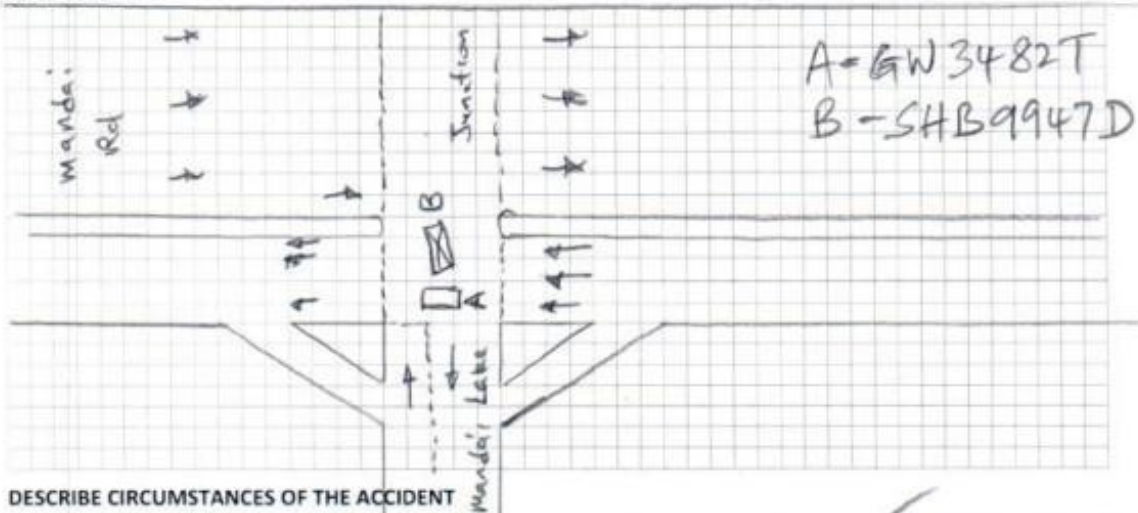 mandai
Rd
Junction
A = GW3482T
B - SHB9947D
B
A
Mandai Lake
DESCRIBE CIRCUMSTANCES OF THE ACCIDENT